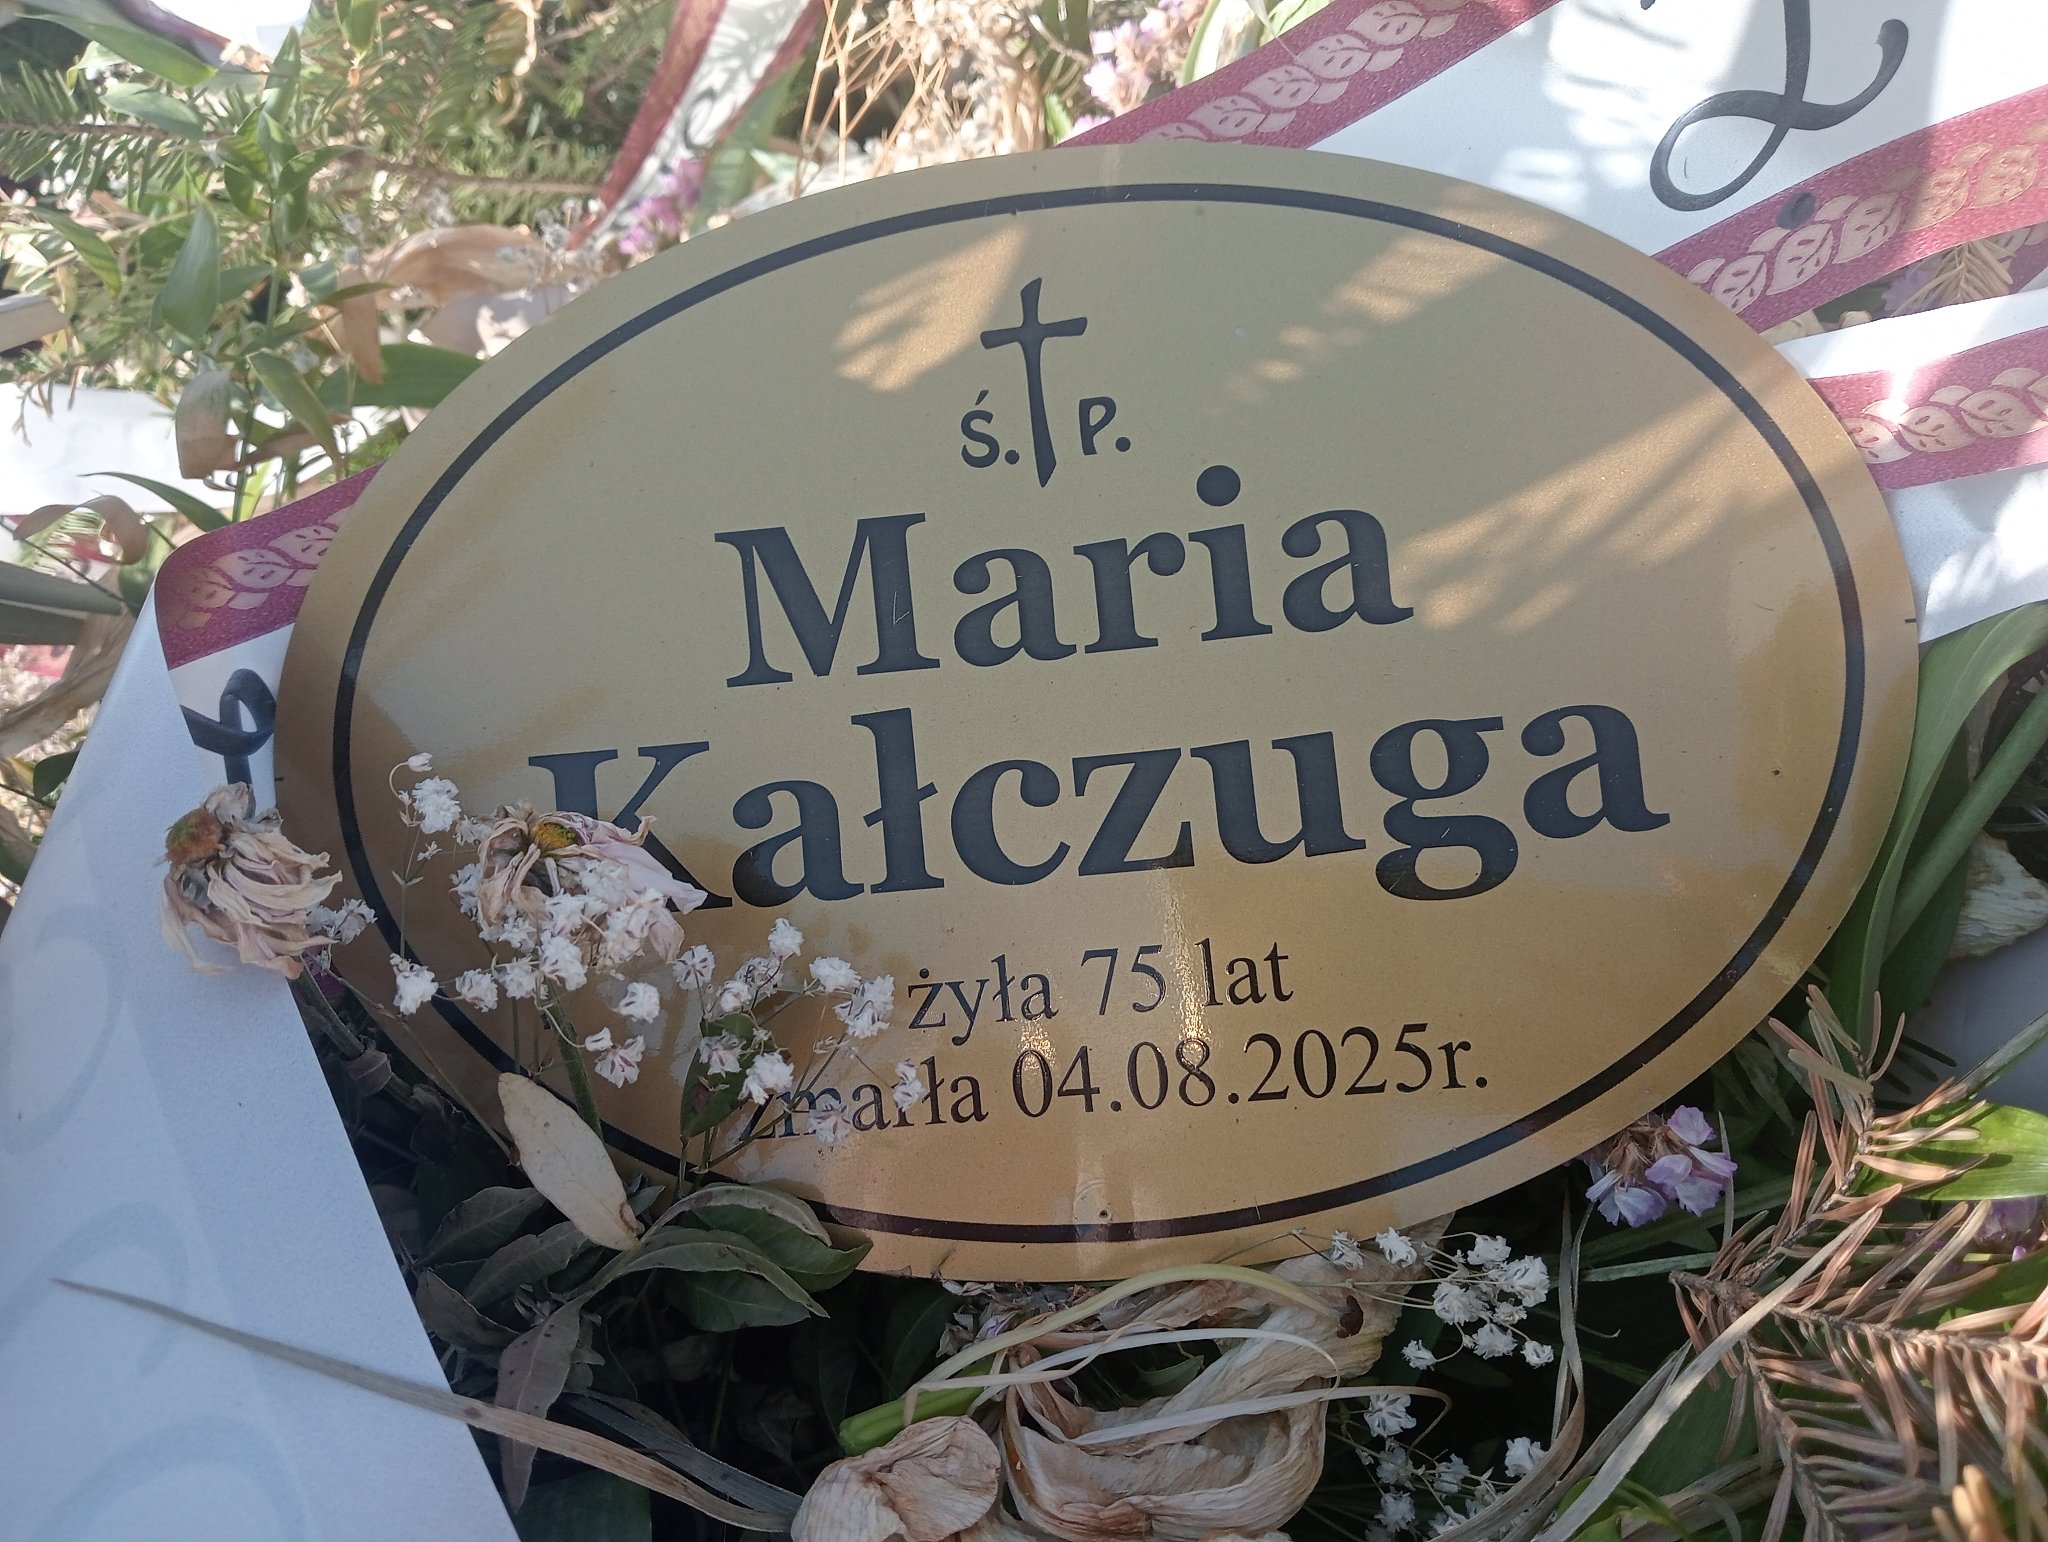 Ś. P.
Maria
Kałczuga
żyła 75 lat
zmarła 04.08.2025r.